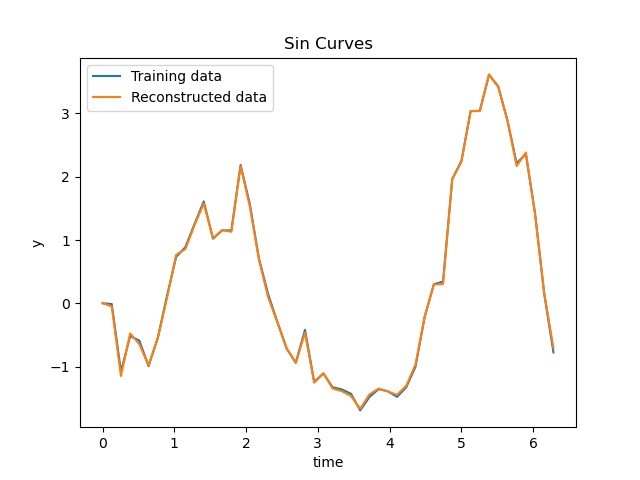 Sin Curves
Training data
Reconstructed data
y
3
2
1
0
−1
0 1 2 3 4 5 6
time